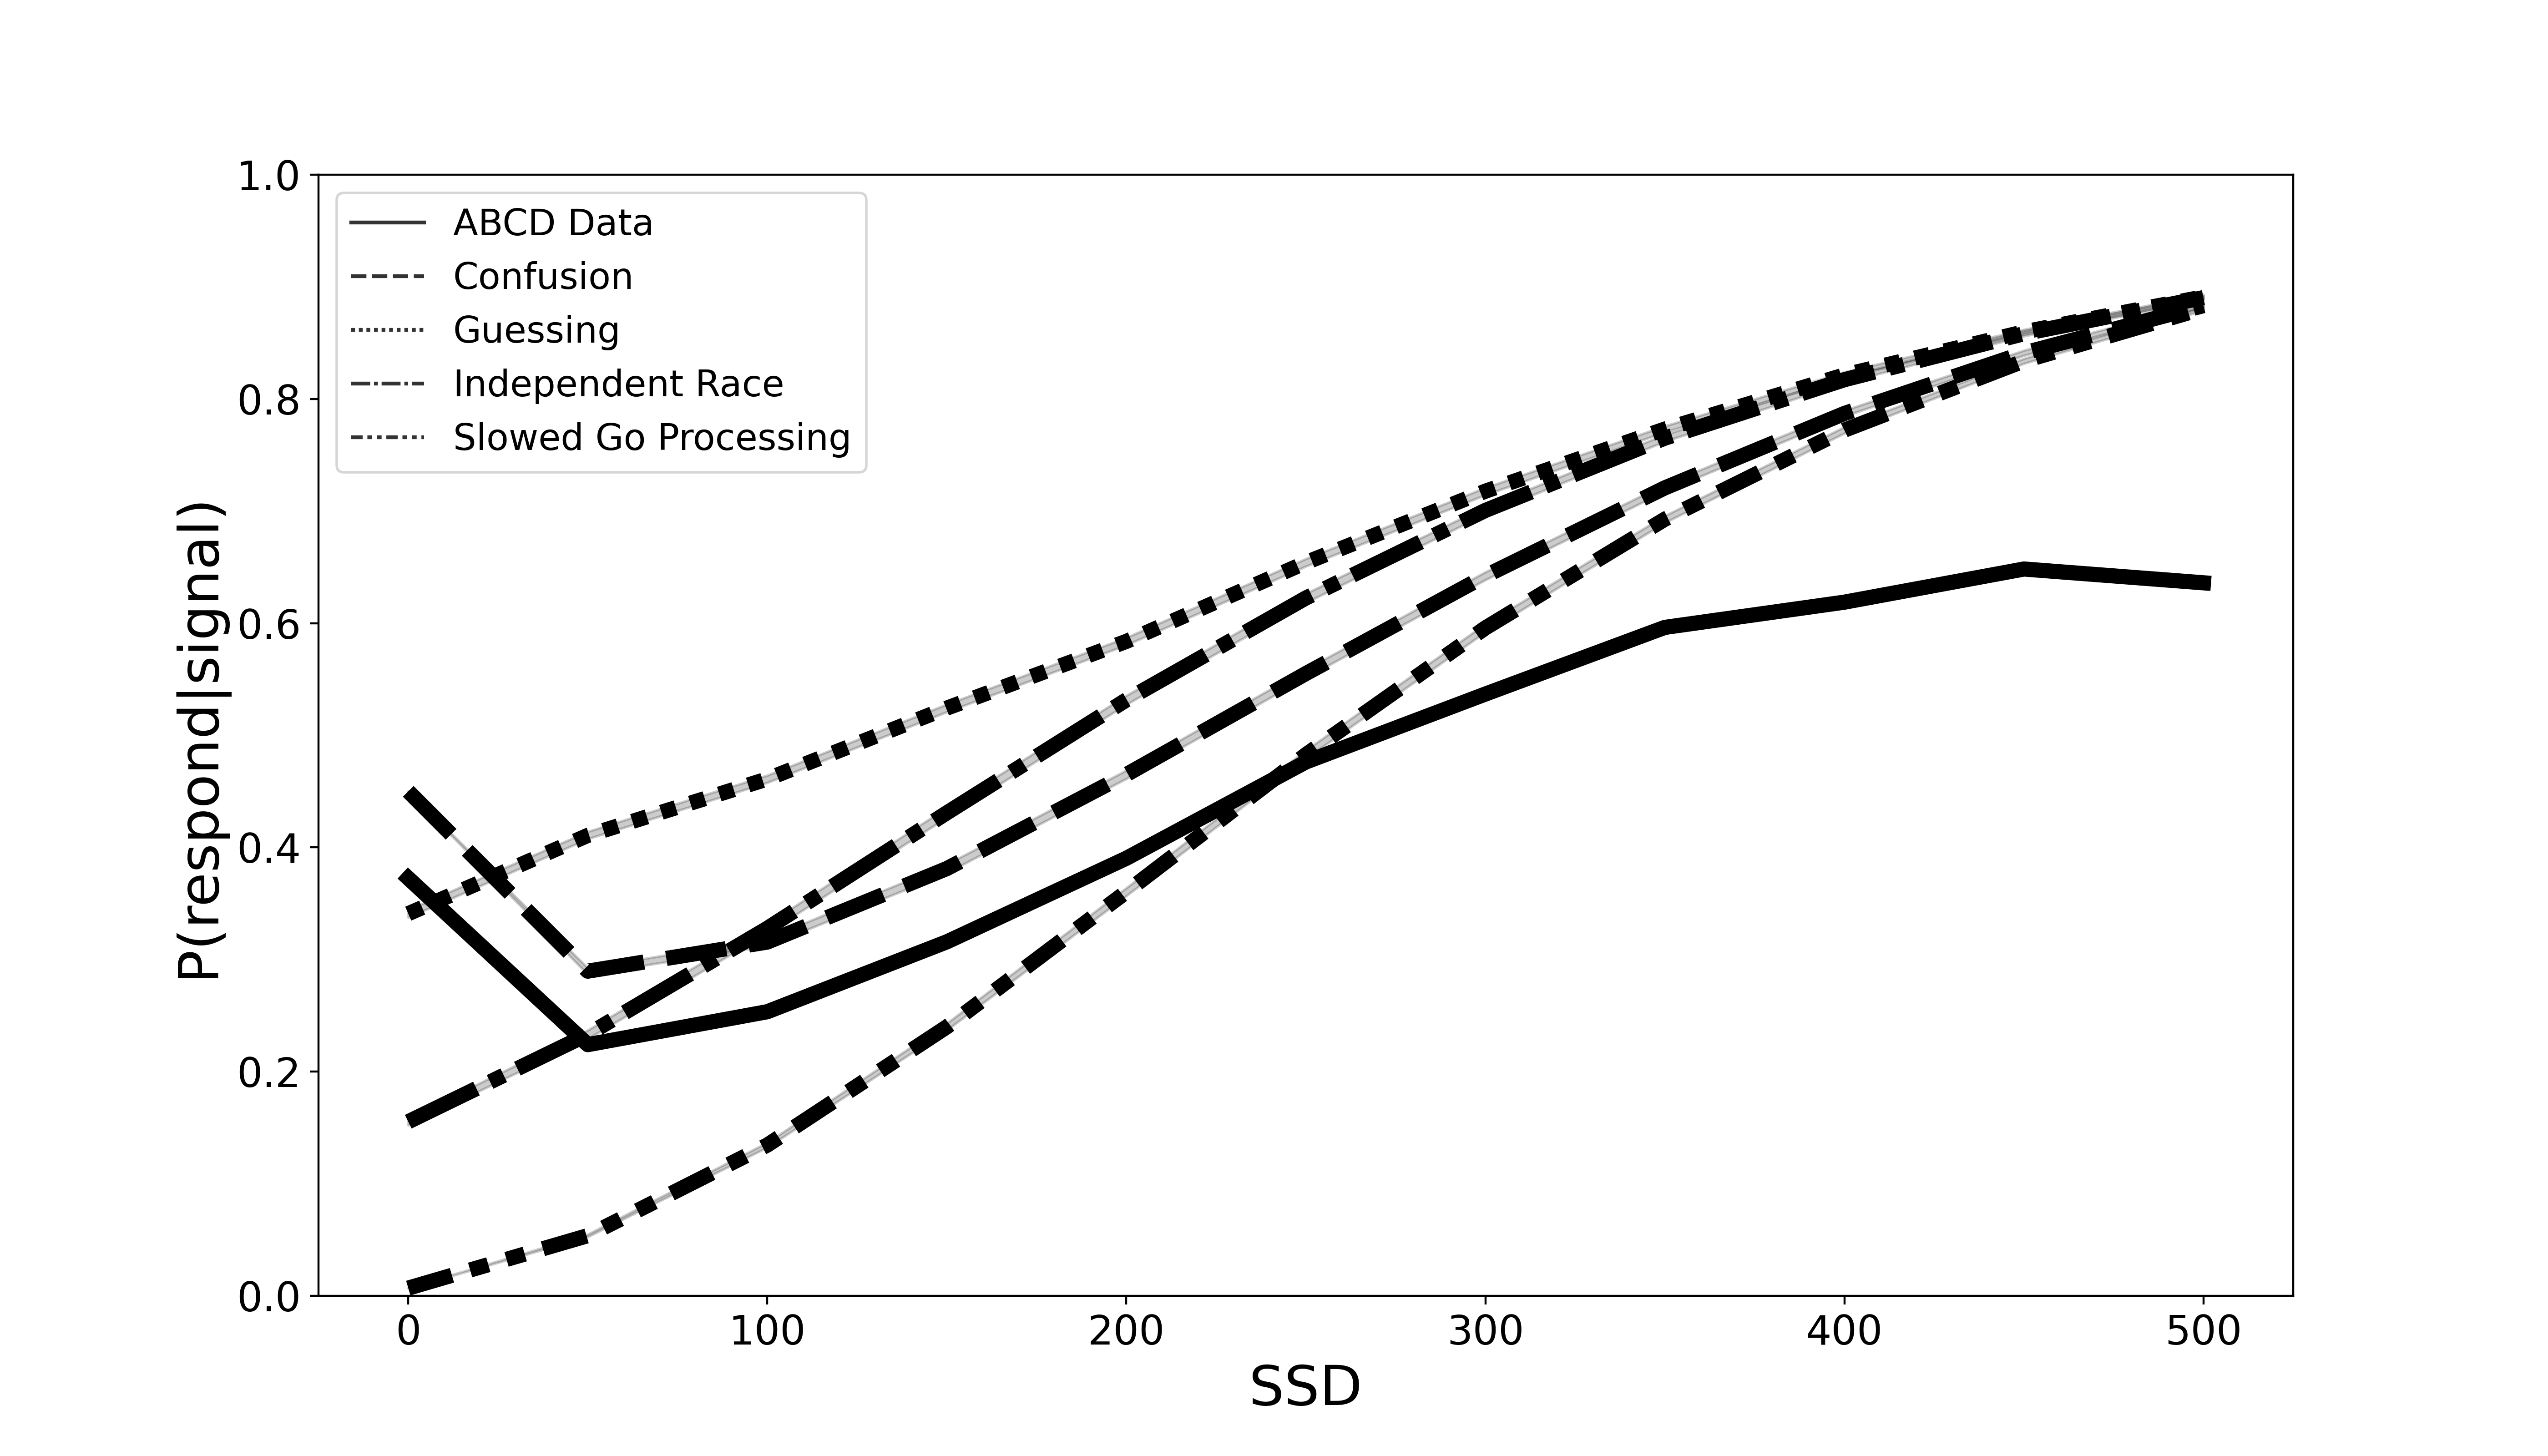 1.0
0.8
0.6
0.4
0.2
0.0
P(respond|signal)
ABCD Data
Confusion
Guessing
Independent Race
Slowed Go Processing
0 100 200 300 400 500
SSD